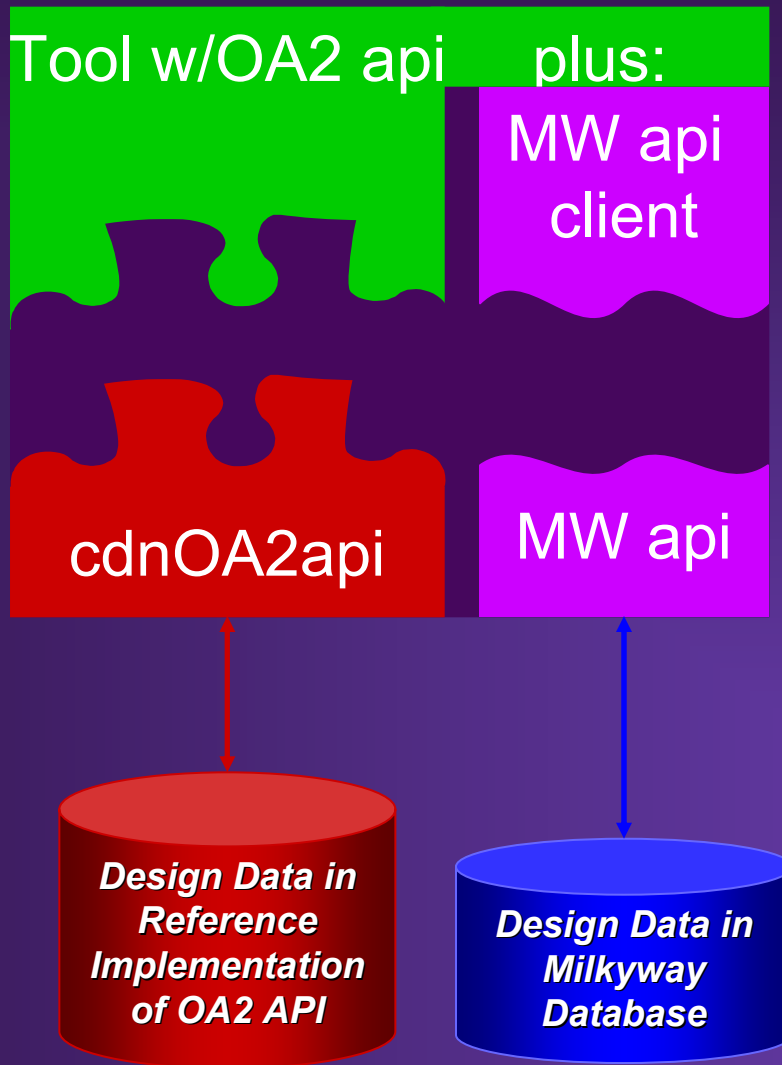 Tool w/OA2 api plus:
MW api
client
cdnOA2api
MW api
Design Data in
Reference
Implementation
of OA2 API
Design Data in
Milkyway
Database